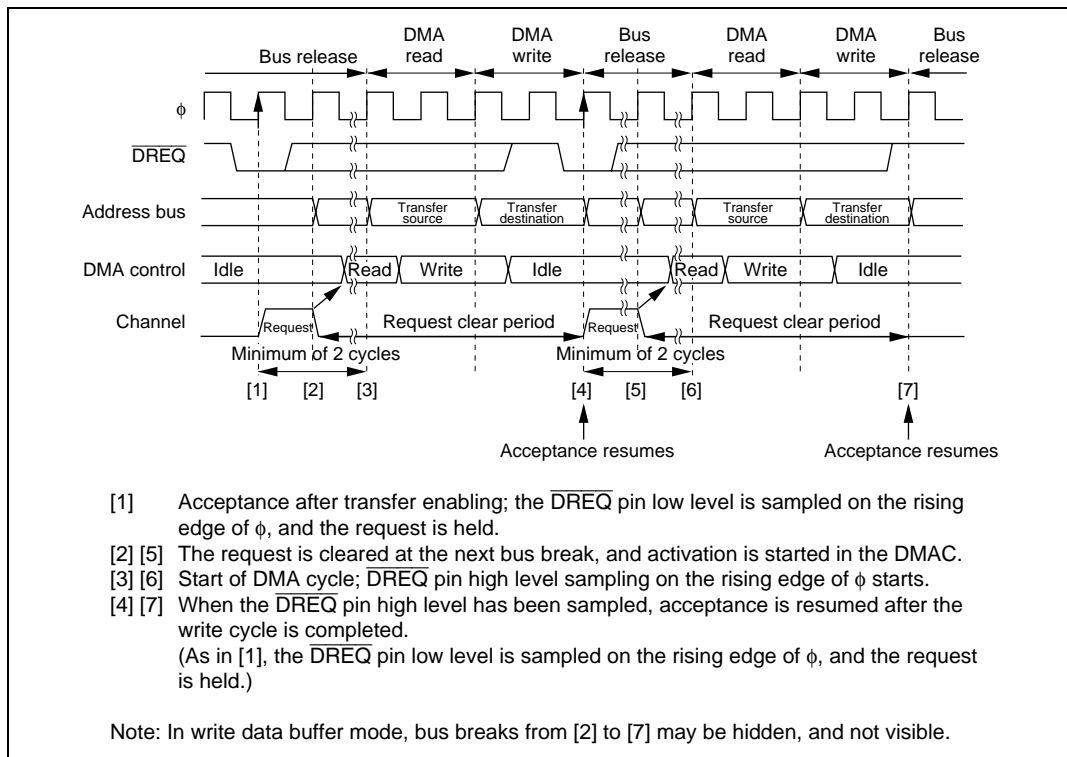 Bus release DMA read DMA write Bus release DMA read DMA write Bus release
φ
DREQ
Address bus Transfer source Transfer destination Transfer source Transfer destination
DMA control Idle Read Write Idle Read Write Idle
Channel Request Request clear period Request Request clear period
Minimum of 2 cycles Minimum of 2 cycles
[1] [2] [3] [4] [5] [6] [7]
Acceptance resumes Acceptance resumes
[1] Acceptance after transfer enabling; the DREQ pin low level is sampled on the rising
edge of φ, and the request is held.
[2] [5] The request is cleared at the next bus break, and activation is started in the DMAC.
[3] [6] Start of DMA cycle; DREQ pin high level sampling on the rising edge of φ starts.
[4] [7] When the DREQ pin high level has been sampled, acceptance is resumed after the
write cycle is completed.
(As in [1], the DREQ pin low level is sampled on the rising edge of φ, and the request
is held.)
Note: In write data buffer mode, bus breaks from [2] to [7] may be hidden, and not visible.